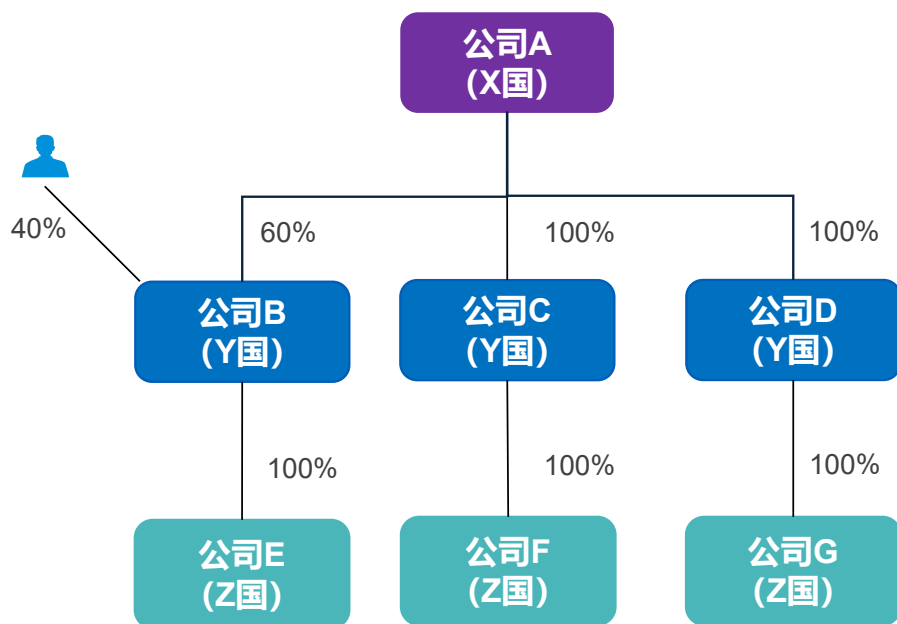 公司A
(X国)
40%
60%
100%
100%
公司B
(Y国)
公司C
(Y国)
公司D
(Y国)
100%
100%
100%
公司E
(Z国)
公司F
(Z国)
公司G
(Z国)